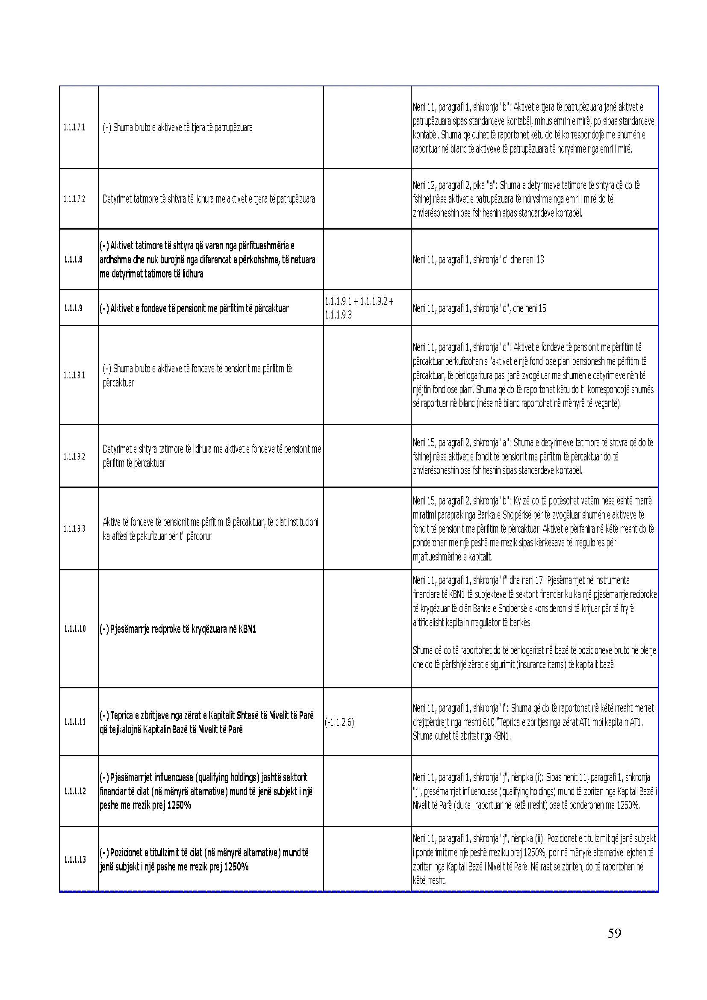 1.1.1.7.1
(-) Shuma bruto e aktiveve të tjera të patrupëzuara
Neni 11, paragrafi 1, shkronja "b": Aktivet e tjera të patrupëzuara janë aktivet e
patrupëzuara sipas standardeve kontabël, minus emrin e mirë, po sipas standardeve
kontabël. Shuma që duhet të raportohet këtu do të korrespondojë me shumën e
raportuar në bilanc të aktiveve të patrupëzuara të ndryshme nga emri i mirë.
1.1.1.7.2
Detyrimet tatimore të shtyra të lidhura me aktivet e tjera të patrupëzuara
Neni 12, paragrafi 2, pika "a": Shuma e detyrimeve tatimore të shtyra që do të
fshihej nëse aktivet e patrupëzuara të ndryshme nga emri i mirë do të
zhvlerësoheshin ose fshiheshin sipas standardeve kontabël.
1.1.1.8
(-) Aktivet tatimore të shtyra që varen nga përfitueshmëria e
ardhshme dhe nuk burojnë nga diferencat e përkohshme, të netuara
me detyrimet tatimore të lidhura
Neni 11, paragrafi 1, shkronja "c" dhe neni 13
1.1.1.9
(-) Aktivet e fondeve të pensionit me përfitim të përcaktuar
1.1.1.9.1 + 1.1.1.9.2 +
1.1.1.9.3
Neni 11, paragrafi 1, shkronja "d", dhe neni 15
1.1.1.9.1
(-) Shuma bruto e aktiveve të fondeve të pensionit me përfitim të
përcaktuar
Neni 11, paragrafi 1, shkronja "d": Aktivet e fondeve të pensionit me përfitim të
përcaktuar përkufizohen si ‘aktivet e një fondi ose plani pensionesh me përfitim të
përcaktuar, të përllogaritura pasi janë zvogëluar me shumën e detyrimeve nën të
njëjtin fond ose plan’. Shuma që do të raportohet këtu do t’i korrespondojë shumës
së raportuar në bilanc (nëse në bilanc raportohet në mënyrë të veçantë).
1.1.1.9.2
Detyrimet e shtyra tatimore të lidhura me aktivet e fondeve të pensionit me
përfitim të përcaktuar
Neni 15, paragrafi 2, shkronja "a": Shuma e detyrimeve tatimore të shtyra që do të
fshihej nëse aktivet e fondit të pensionit me përfitim të përcaktuar do të
zhvlerësoheshin ose fshiheshin sipas standardeve kontabël.
1.1.1.9.3
Aktive të fondeve të pensionit me përfitim të përcaktuar, të cilat institucioni
ka aftësi të pakufizuar për t'i përdorur
Neni 15, paragrafi 2, shkronja "b": Ky zë do të plotësohet vetëm nëse është marrë
miratimi paraprak nga Banka e Shqipërisë për të zvogëluar shumën e aktiveve të
fondit të pensionit me përfitim të përcaktuar. Aktivet e përfshira në këtë rresht do të
ponderohen me një peshë me rrezik sipas kërkesave të rregullores për
mjaftueshmërinë e kapitalit.
1.1.1.10
(-) Pjesëmarrje reciproke të kryqëzuara në KBN1
Neni 11, paragrafi 1, shkronja "f" dhe neni 17: Pjesëmarrjet në instrumenta
financiare të KBN1 të subjekteve të sektorit financiar ku ka një pjesëmarrje reciproke
të kryqëzuar të cilën Banka e Shqipërisë e konsideron si të krijuar për të fryrë
artificialisht kapitalin rregullator të bankës.
Shuma që do të raportohet do të përllogaritet në bazë të pozicioneve bruto në blerje
dhe do të përfshijë zërat e sigurimit (insurance items) të kapitalit bazë.
1.1.1.11
(-) Teprica e zbritjeve nga zërat e Kapitalit Shtesë të Nivelit të Parë
që tejkalojnë Kapitalin Bazë të Nivelit të Parë
(-1.1.2.6)
Neni 11, paragrafi 1, shkronja "i": Shuma që do të raportohet në këtë rresht merret
drejtpërdrejt nga rreshti 610 “Teprica e zbritjes nga zërat AT1 mbi kapitalin AT1.
Shuma duhet të zbritet nga KBN1.
1.1.1.12
(-) Pjesëmarrjet influencuese (qualifying holdings) jashtë sektorit
financiar të cilat (në mënyrë alternative) mund të jenë subjekt i një
peshe me rrezik prej 1250%
Neni 11, paragrafi 1, shkronja "j", nënpika (i): Sipas nenit 11, paragrafi 1, shkronja
"j", pjesëmarrjet influencuese (qualifying holdings) mund të zbriten nga Kapitali Bazë i
Nivelit të Parë (duke i raportuar në këtë rresht) ose të ponderohen me 1250%.
1.1.1.13
(-) Pozicionet e titullzimit të cilat (në mënyrë alternative) mund të
jenë subjekt i një peshe me rrezik prej 1250%
Neni 11, paragrafi 1, shkronja "j", nënpika (ii): Pozicionet e titullzimit që janë subjekt
i ponderimit me një peshë rreziku prej 1250%, por në mënyrë alternative lejohen të
zbriten nga Kapitali Bazë i Nivelit të Parë. Në rast se zbriten, do të raportohen në
këtë rresht.
59